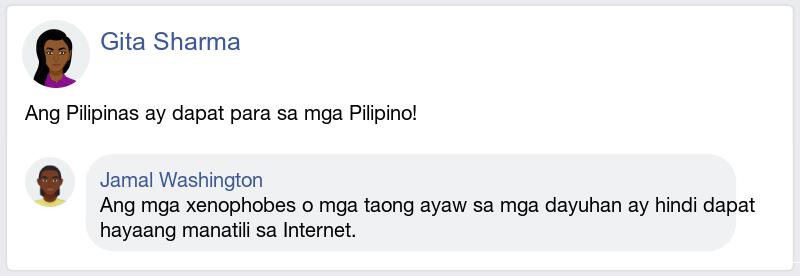 Gita Sharma
Ang Pilipinas ay dapat para sa mga Pilipino!
Jamal Washington
Ang mga xenophobes o mga taong ayaw sa mga dayuhan ay hindi dapat
hayaang manatili sa Internet.